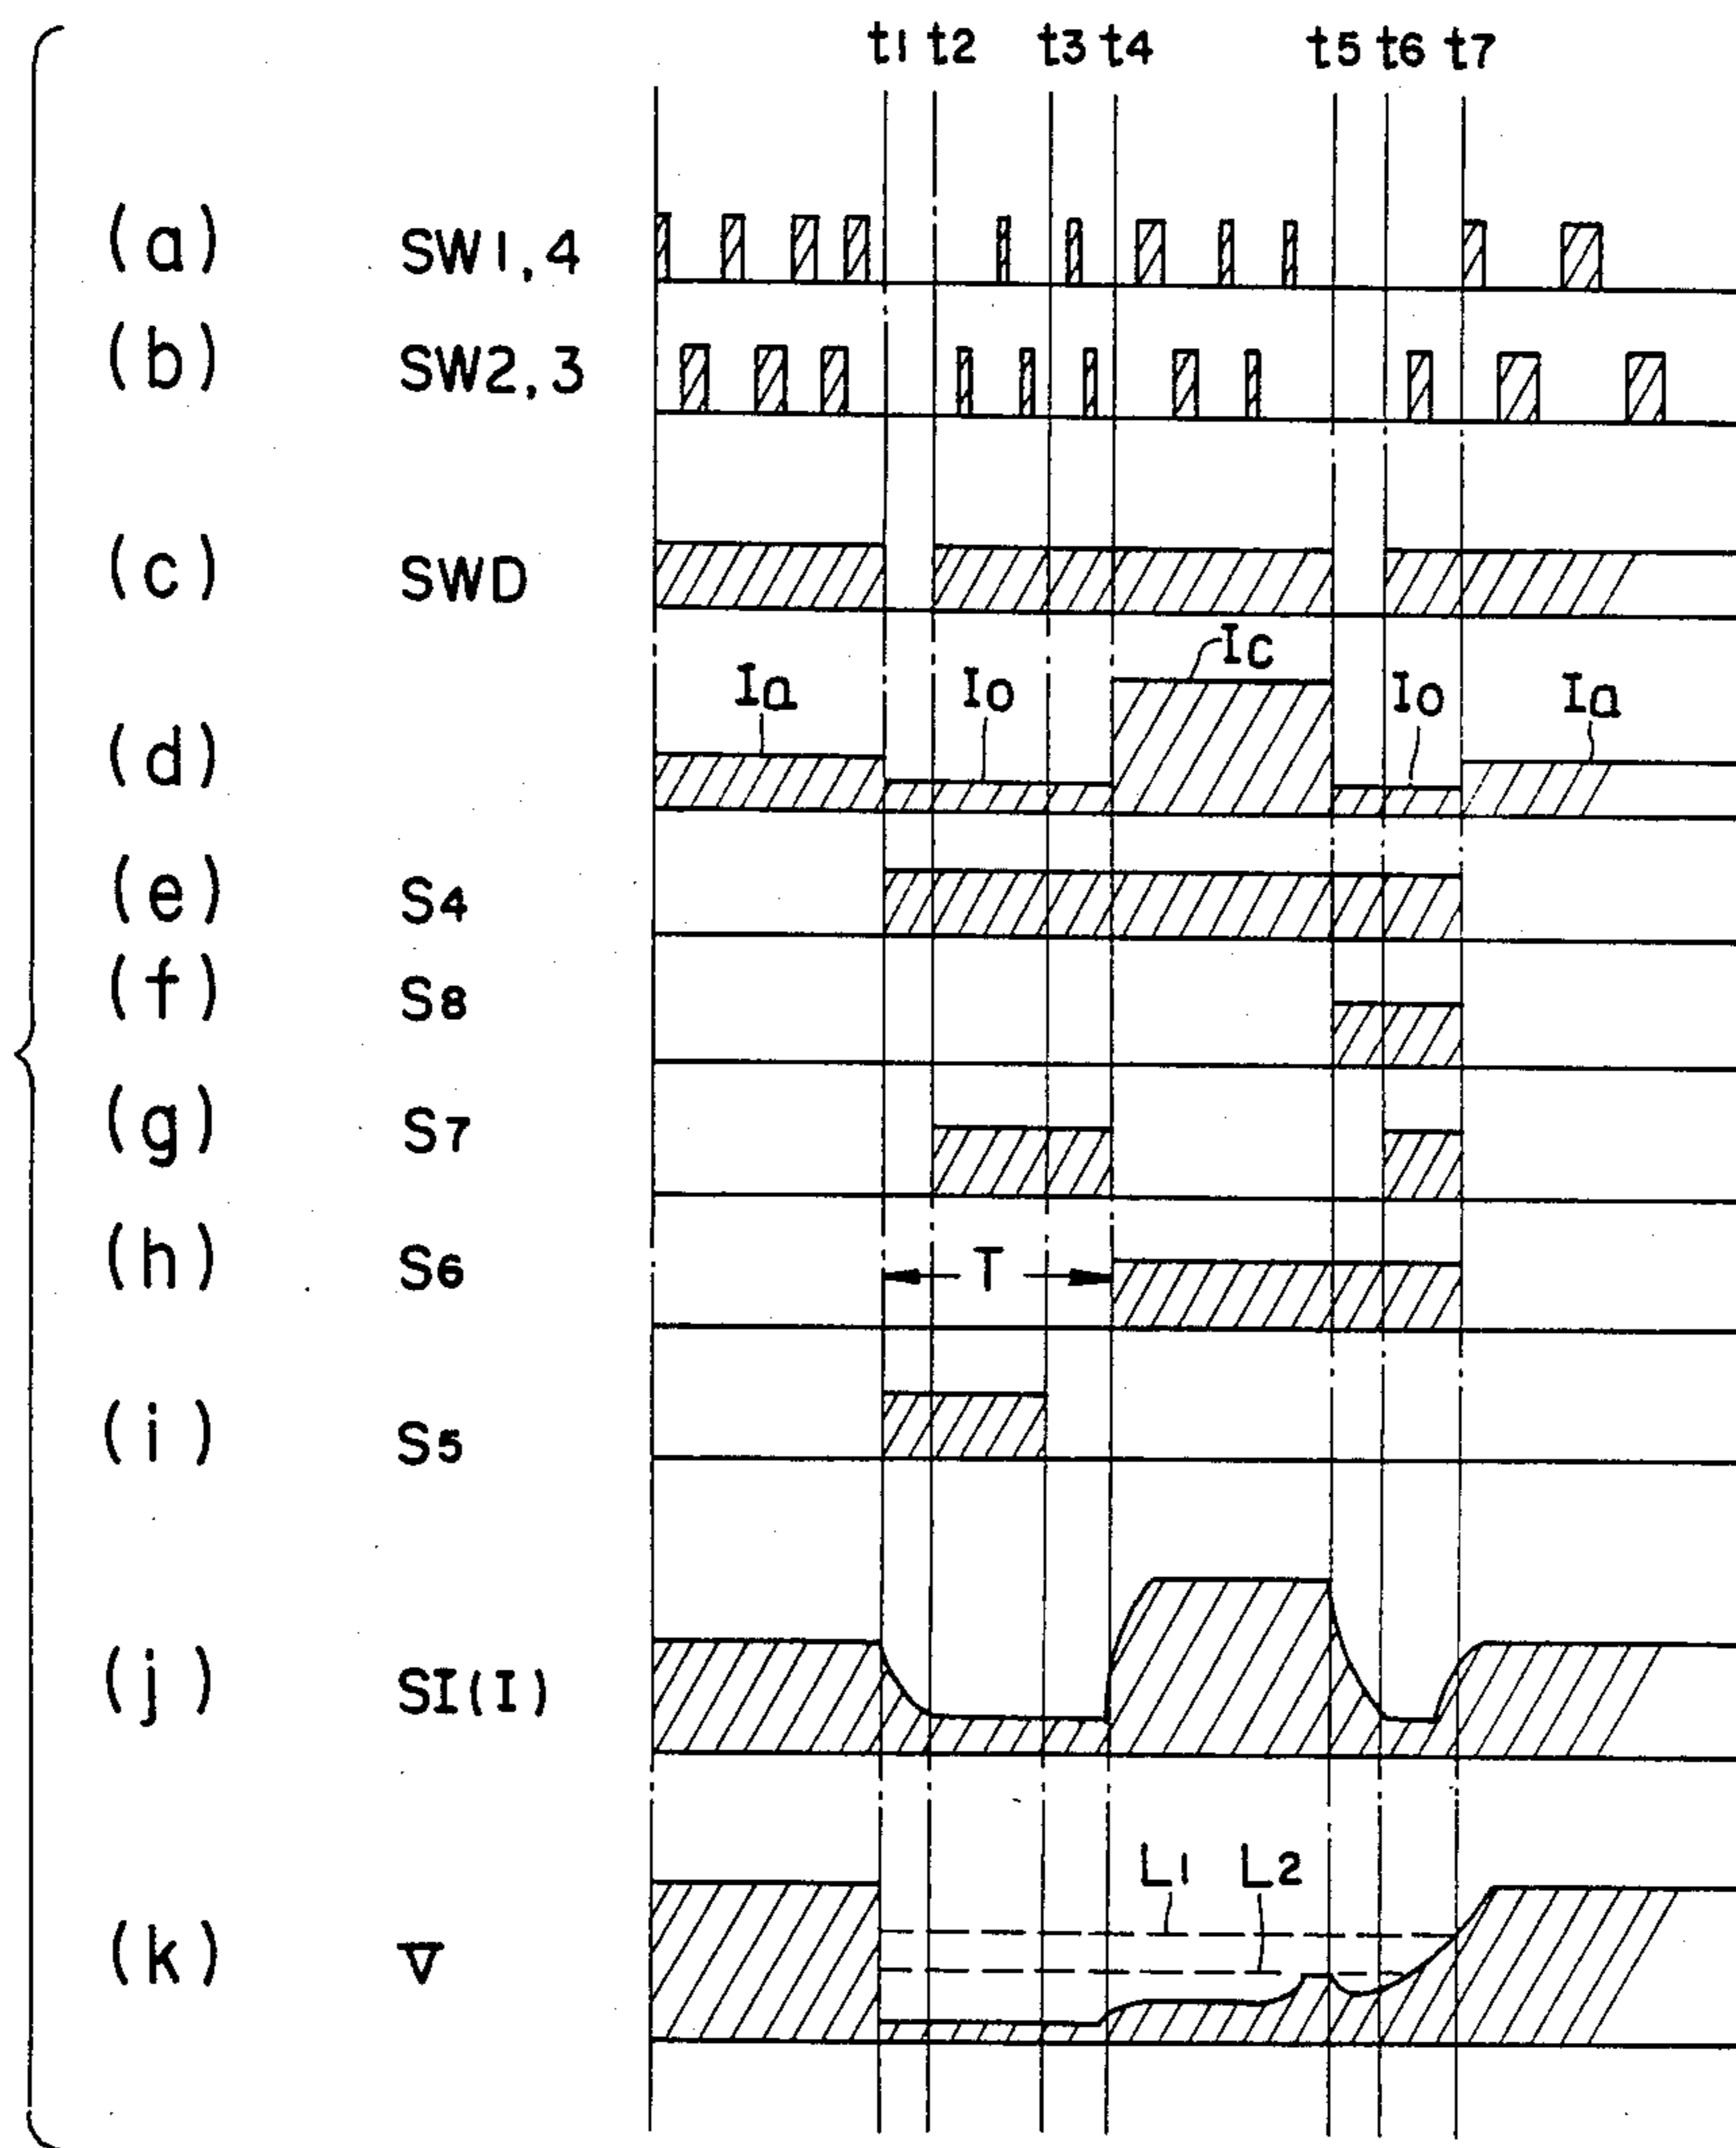 t1 t2 t3 t4 t5 t6 t7
(a) SW1,4
(b) SW2,3
(c) SWD
Ic
Ia Io Io Ia
(d)
(e) S4
(f) S8
(g) S7
(h) S6 T
(i) S5
(j) SI(I)
L1 L2
(k) V